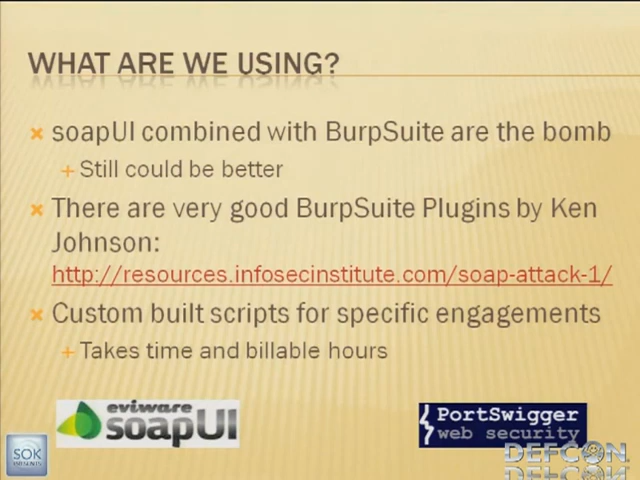 WHAT ARE WE USING?
soapUI combined with BurpSuite are the bomb
Still could be better
There are very good BurpSuite Plugins by Ken
Johnson:
http://resources.infosecinstitute.com/soap-attack-1/
Custom built scripts for specific engagements
Takes time and billable hours
eviware
soapUI
PortSwigger
web security
SOK
DEFCON